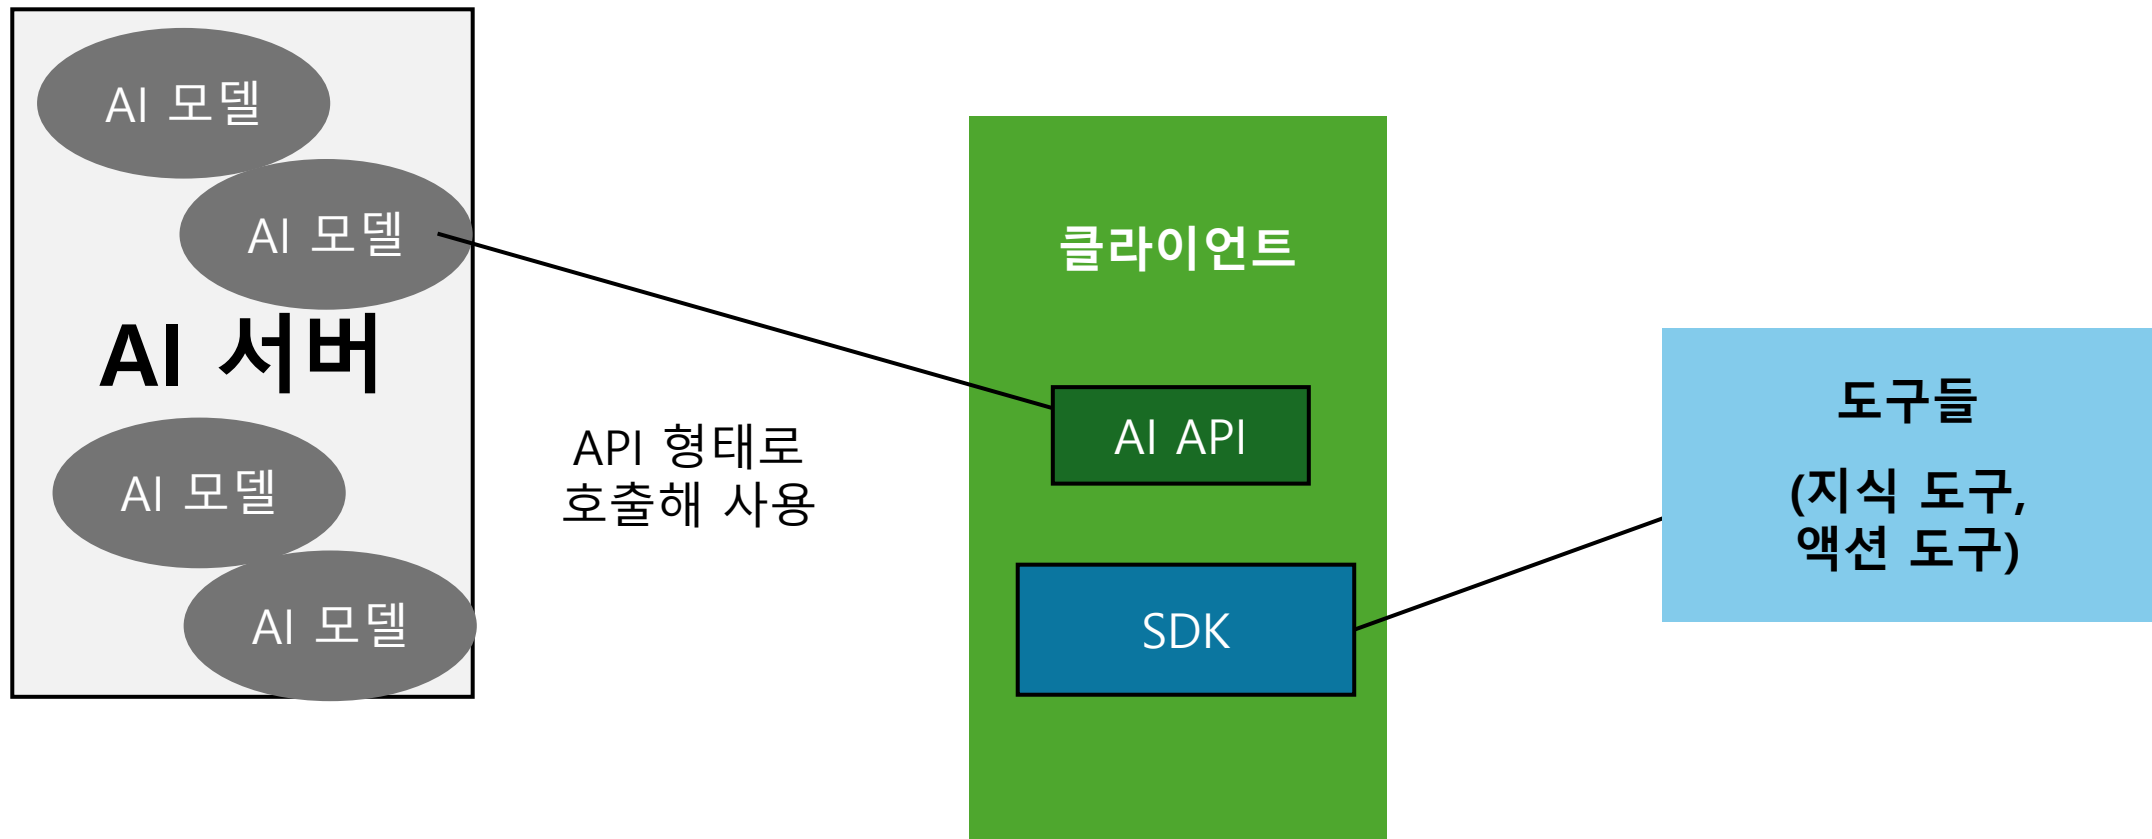 AI 모델
AI 모델
AI 서버
AI 모델
AI 모델
API 형태로
호출해 사용
클라이언트
AI API
SDK
도구들
(지식 도구,
액션 도구)